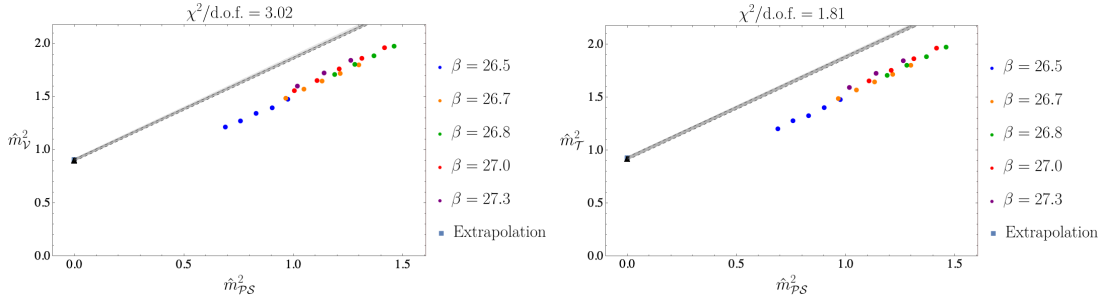 χ²/d.o.f. = 3.02
2.0
1.5
1.0
0.5
0.0
m̂²_𝒱
0.0
0.5
1.0
1.5
m̂²_𝒫𝒮
β = 26.5
β = 26.7
β = 26.8
β = 27.0
β = 27.3
Extrapolation
χ²/d.o.f. = 1.81
2.0
1.5
1.0
0.5
0.0
m̂²_𝒯
0.0
0.5
1.0
1.5
m̂²_𝒫𝒮
β = 26.5
β = 26.7
β = 26.8
β = 27.0
β = 27.3
Extrapolation